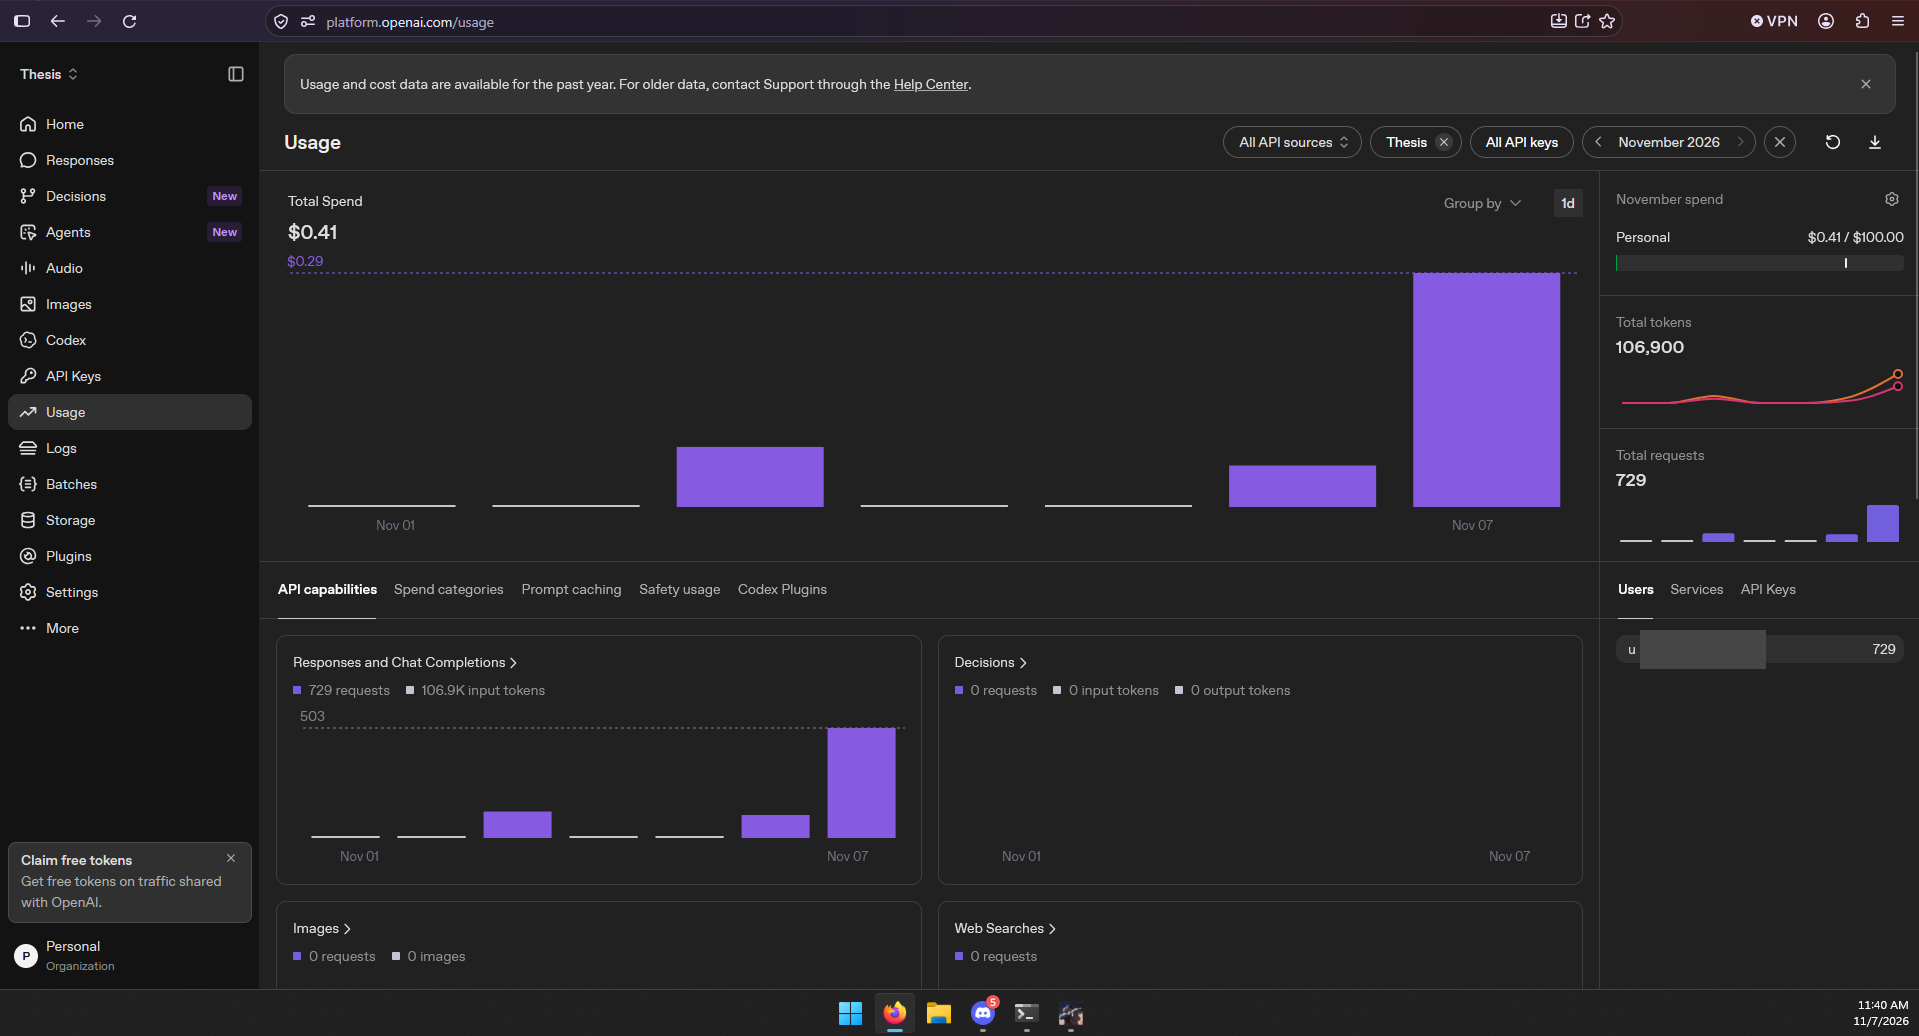 platform.openai.com/usage
VPN
Thesis
Home
Responses
Decisions New
Agents New
Audio
Images
Codex
API Keys
Usage
Logs
Batches
Storage
Plugins
Settings
More
Claim free tokens
Get free tokens on traffic shared
with OpenAI.
P
Personal
Organization
Usage and cost data are available for the past year. For older data, contact Support through the Help Center.
Usage
All API sources
Thesis
All API keys
November 2026
Total Spend
$0.41
$0.29
Group by
1d
Nov 01
Nov 07
November spend
Personal
$0.41 / $100.00
Total tokens
106,900
Total requests
729
API capabilities
Spend categories
Prompt caching
Safety usage
Codex Plugins
Users
Services
API Keys
u
729
Responses and Chat Completions
729 requests
106.9K input tokens
503
Nov 01
Nov 07
Decisions
0 requests
0 input tokens
0 output tokens
Nov 01
Nov 07
Images
0 requests
0 images
Web Searches
0 requests
5
11:40 AM
11/7/2026